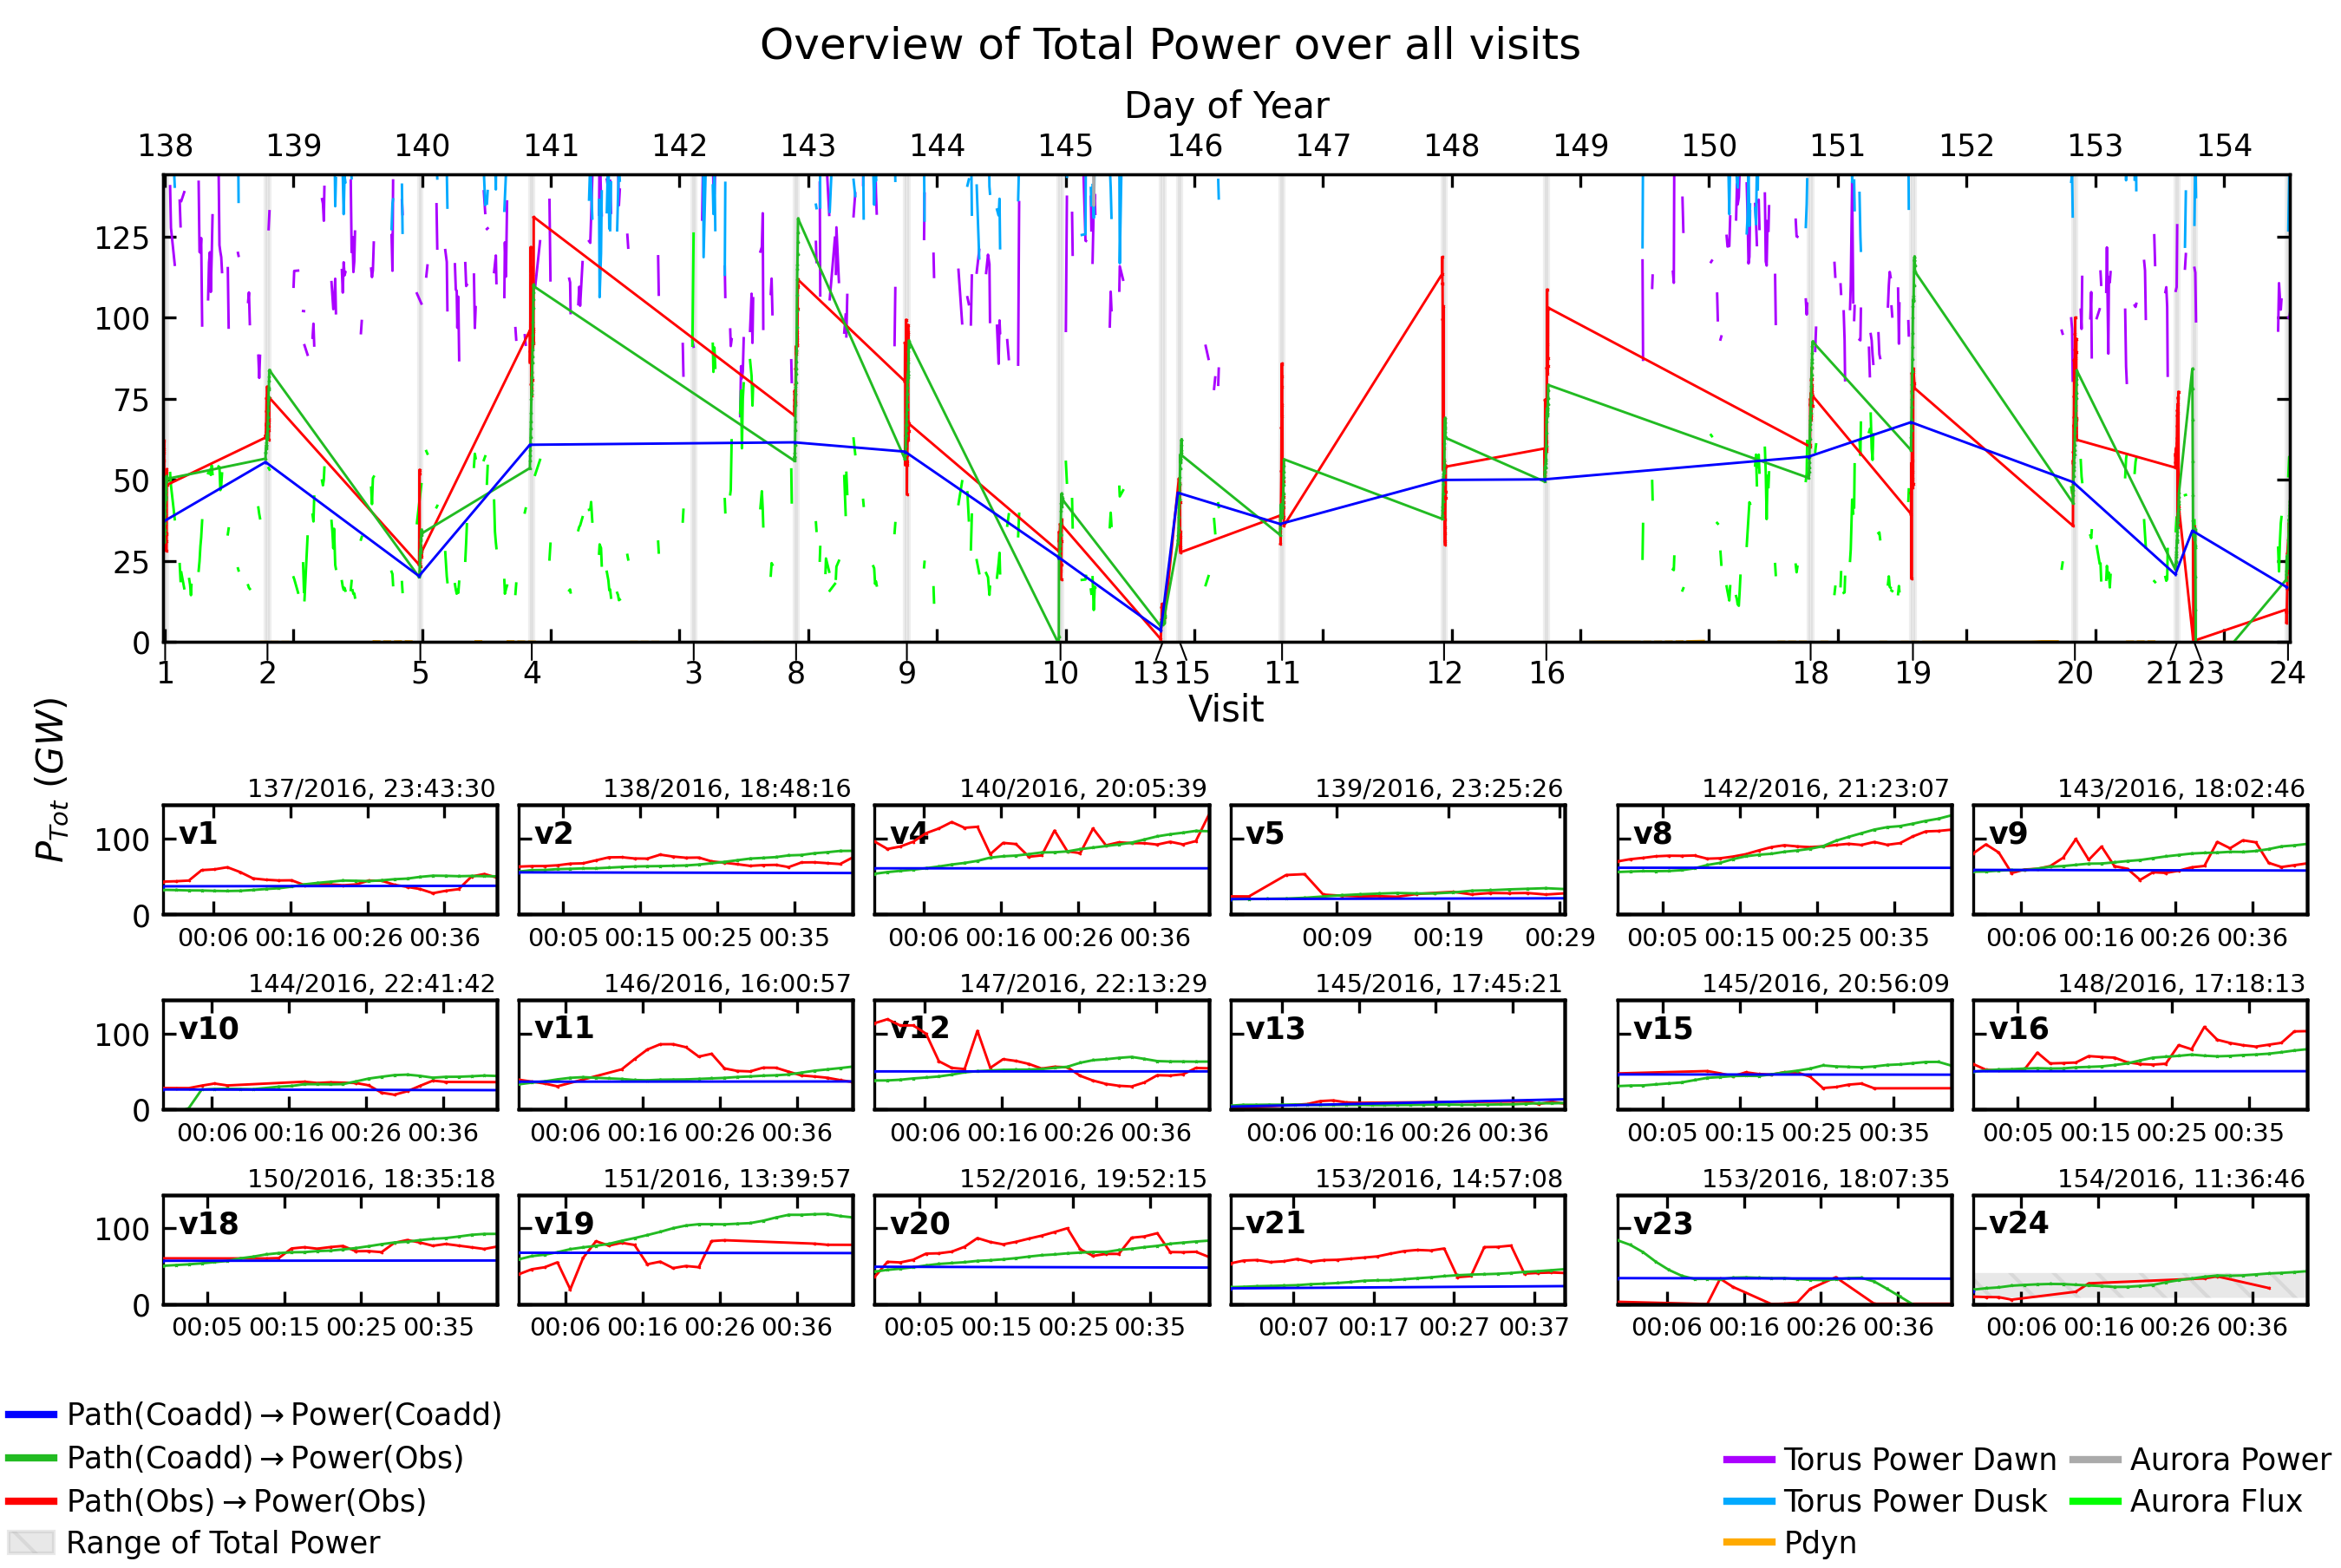 Overview of Total Power over all visits
Day of Year
138 139 140 141 142 143 144 145 146 147 148 149 150 151 152 153 154
125
100
75
50
25
0
1 2 5 4 3 8 9 10 13 15 11 12 16 18 19 20 21 23 24
Visit
P_Tot (GW)
137/2016, 23:43:30 138/2016, 18:48:16 140/2016, 20:05:39 139/2016, 23:25:26 142/2016, 21:23:07 143/2016, 18:02:46
100 v1 v2 v4 v5 v8 v9
0
00:06 00:16 00:26 00:36 00:05 00:15 00:25 00:35 00:06 00:16 00:26 00:36 00:09 00:19 00:29 00:05 00:15 00:25 00:35 00:06 00:16 00:26 00:36
144/2016, 22:41:42 146/2016, 16:00:57 147/2016, 22:13:29 145/2016, 17:45:21 145/2016, 20:56:09 148/2016, 17:18:13
100 v10 v11 v12 v13 v15 v16
0
00:06 00:16 00:26 00:36 00:06 00:16 00:26 00:36 00:06 00:16 00:26 00:36 00:06 00:16 00:26 00:36 00:05 00:15 00:25 00:35 00:05 00:15 00:25 00:35
150/2016, 18:35:18 151/2016, 13:39:57 152/2016, 19:52:15 153/2016, 14:57:08 153/2016, 18:07:35 154/2016, 11:36:46
100 v18 v19 v20 v21 v23 v24
0
00:05 00:15 00:25 00:35 00:06 00:16 00:26 00:36 00:05 00:15 00:25 00:35 00:07 00:17 00:27 00:37 00:06 00:16 00:26 00:36 00:06 00:16 00:26 00:36
Path(Coadd)→Power(Coadd)
Path(Coadd)→Power(Obs)
Path(Obs)→Power(Obs)
Range of Total Power
Torus Power Dawn
Torus Power Dusk
Pdyn
Aurora Power
Aurora Flux